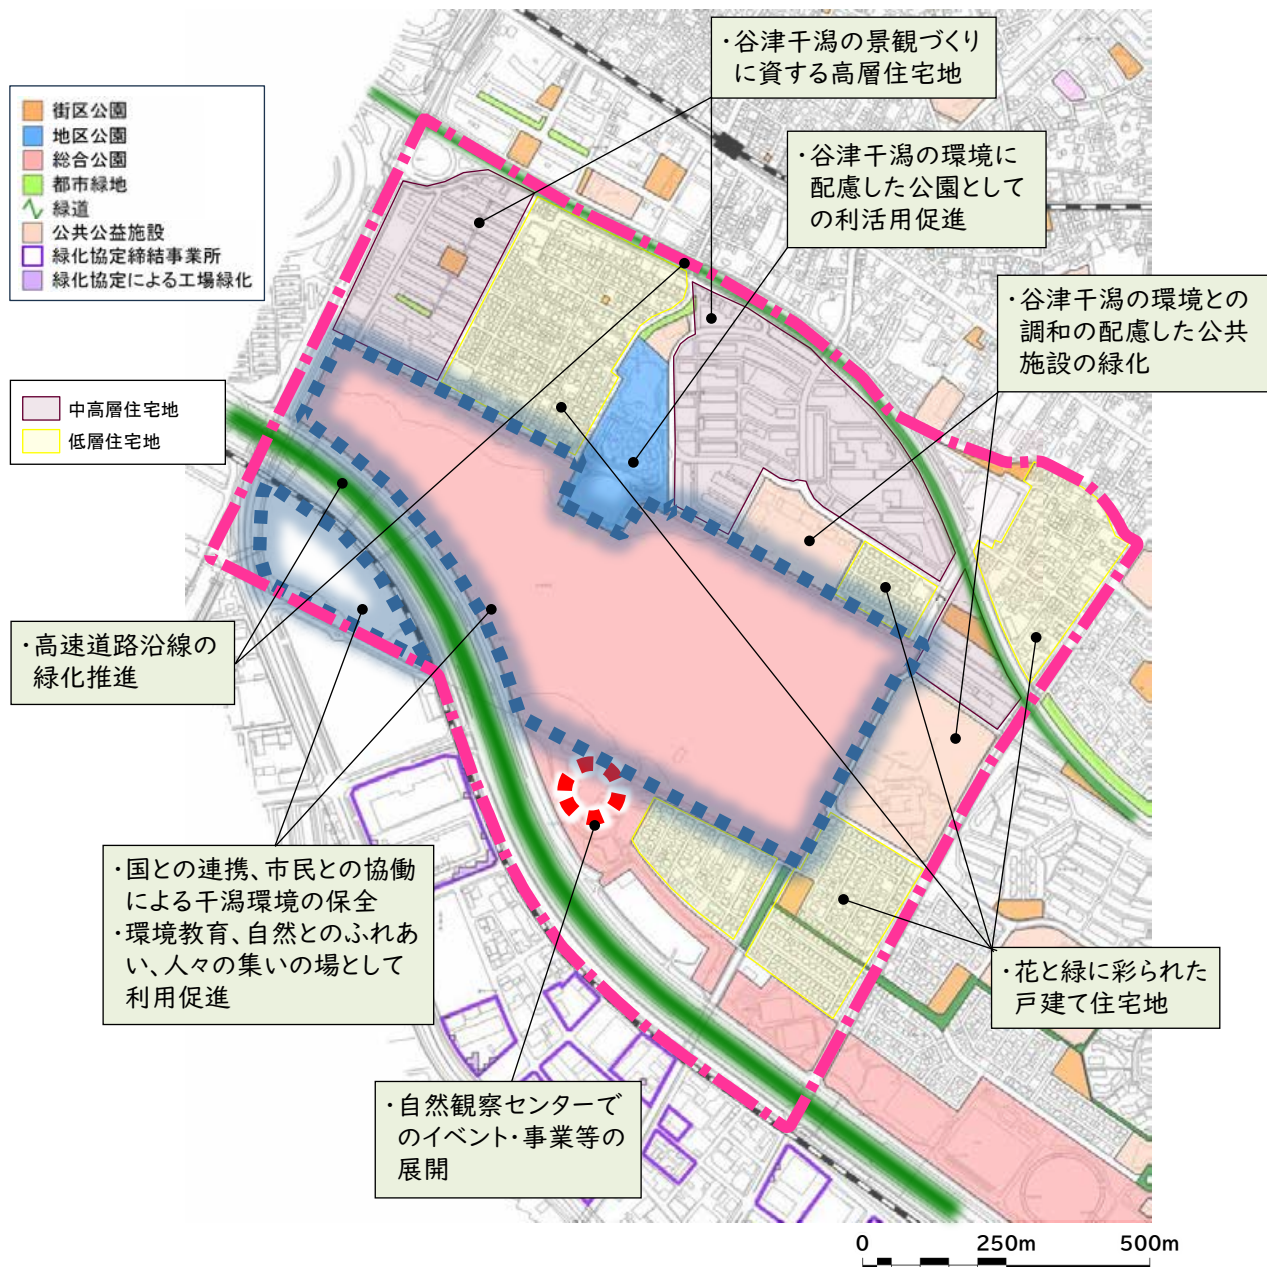 ・谷津干潟の景観づくり
に資する高層住宅地
街区公園
地区公園
総合公園
都市緑地
緑道
公共公益施設
緑化協定締結事業所
緑化協定による工場緑化
・谷津干潟の環境に
配慮した公園として
の利活用促進
・谷津干潟の環境との
調和の配慮した公共
施設の緑化
中高層住宅地
低層住宅地
・高速道路沿線の
緑化推進
・国との連携、市民との協働
による干潟環境の保全
・環境教育、自然とのふれあ
い、人々の集いの場として
利用促進
・花と緑に彩られた
戸建て住宅地
・自然観察センターで
のイベント・事業等の
展開
0 250m 500m